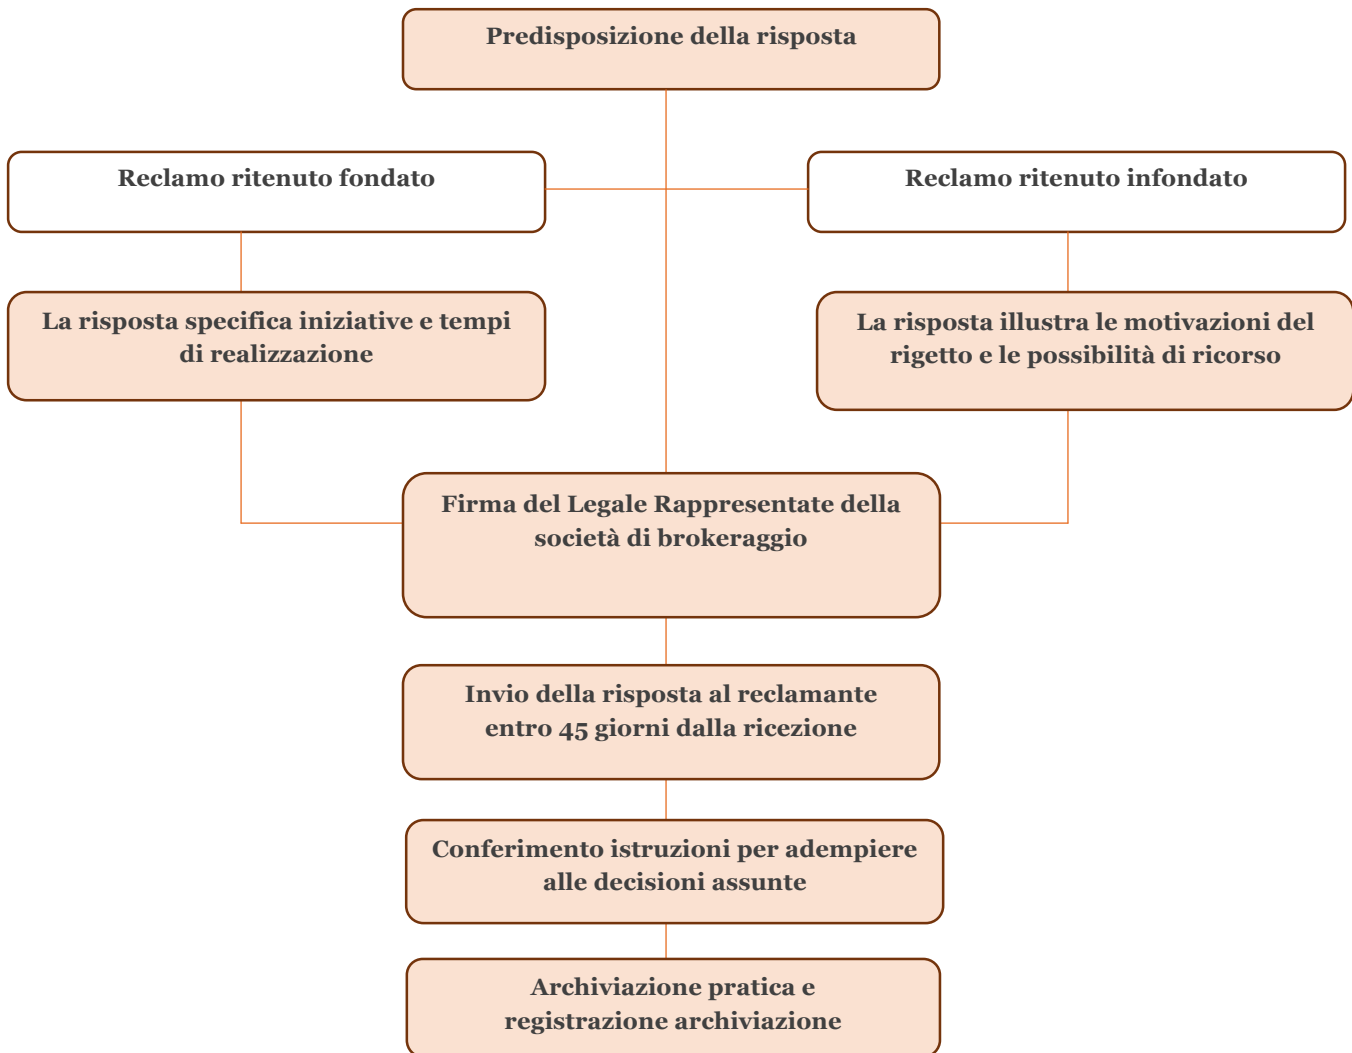 Predisposizione della risposta
Reclamo ritenuto fondato
Reclamo ritenuto infondato
La risposta specifica iniziative e tempi
di realizzazione
La risposta illustra le motivazioni del
rigetto e le possibilità di ricorso
Firma del Legale Rappresentate della
società di brokeraggio
Invio della risposta al reclamante
entro 45 giorni dalla ricezione
Conferimento istruzioni per adempiere
alle decisioni assunte
Archiviazione pratica e
registrazione archiviazione